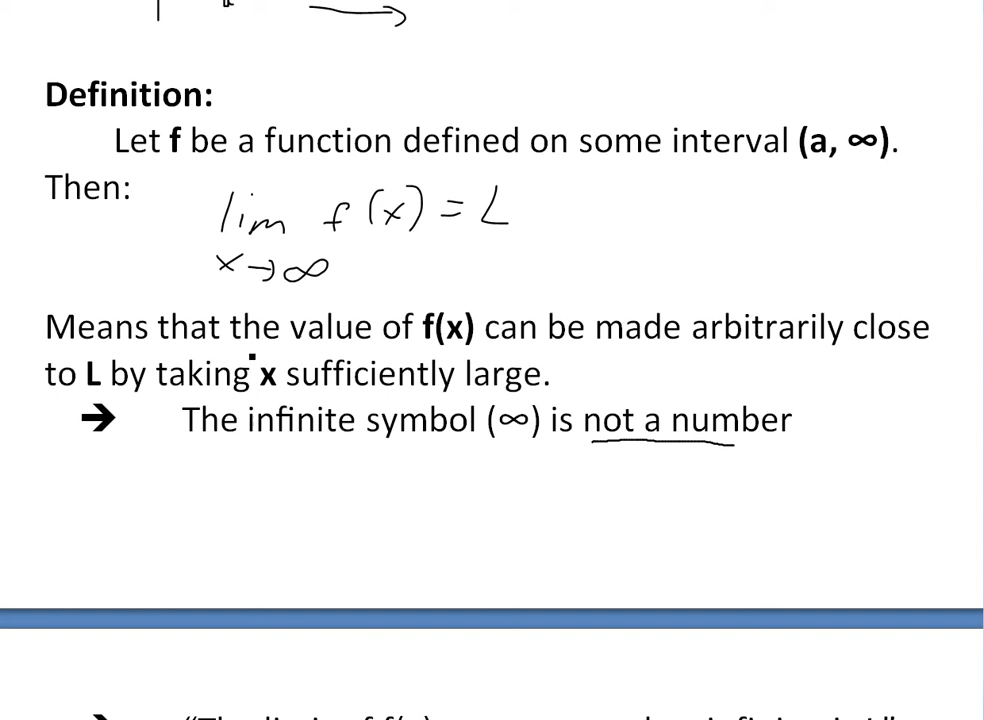 Definition:
Let f be a function defined on some interval (a, ∞).
Then:
lim f(x) = L
x→∞
Means that the value of f(x) can be made arbitrarily close
to L by taking x sufficiently large.
➔ The infinite symbol (∞) is not a number